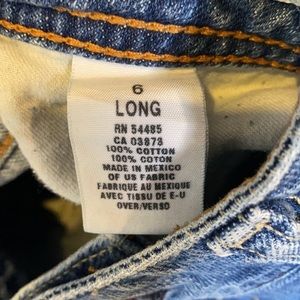 6
LONG
RN 54485
CA 03873
100% COTTON
100% COTON
MADE IN MEXICO
OF US FABRIC
FABRIQUE AU MEXIQUE
AVEC TISSU DE E-U
OVER/VERSO